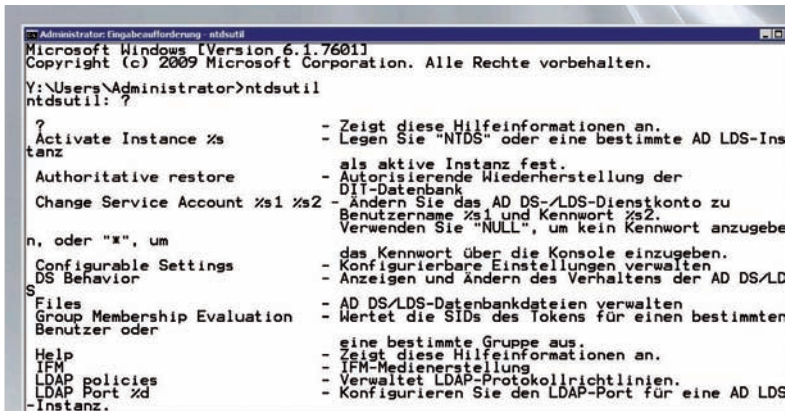 Administrator: Eingabeaufforderung - ntdsutil
Microsoft Windows [Version 6.1.7601]
Copyright (c) 2009 Microsoft Corporation. Alle Rechte vorbehalten.
Y:\Users\Administrator>ntdsutil
ntdsutil: ?
? - Zeigt diese Hilfeinformationen an.
Activate Instance %s - Legen Sie "NTDS" oder eine bestimmte AD LDS-Ins
tanz
als aktive Instanz fest.
Authoritative restore - Autorisierende Wiederherstellung der
DIT-Datenbank
Change Service Account %s1 %s2 - Ändern Sie das AD DS-/LDS-Dienstkonto zu
Benutzername %s1 und Kennwort %s2.
Verwenden Sie "NULL", um kein Kennwort anzugebe
n, oder "*", um
das Kennwort über die Konsole einzugeben.
Configurable Settings - Konfigurierbare Einstellungen verwalten
DS Behavior - Anzeigen und Ändern des Verhaltens der AD DS/LD
S
Files - AD DS/LDS-Datenbankdateien verwalten
Group Membership Evaluation - Wertet die SIDs des Tokens für einen bestimmten
Benutzer oder
eine bestimmte Gruppe aus.
Help - Zeigt diese Hilfeinformationen an.
IFM - IFM-Medienerstellung
LDAP policies - Verwaltet LDAP-Protokollrichtlinien.
LDAP Port %d - Konfigurieren Sie den LDAP-Port für eine AD LDS
-Instanz.